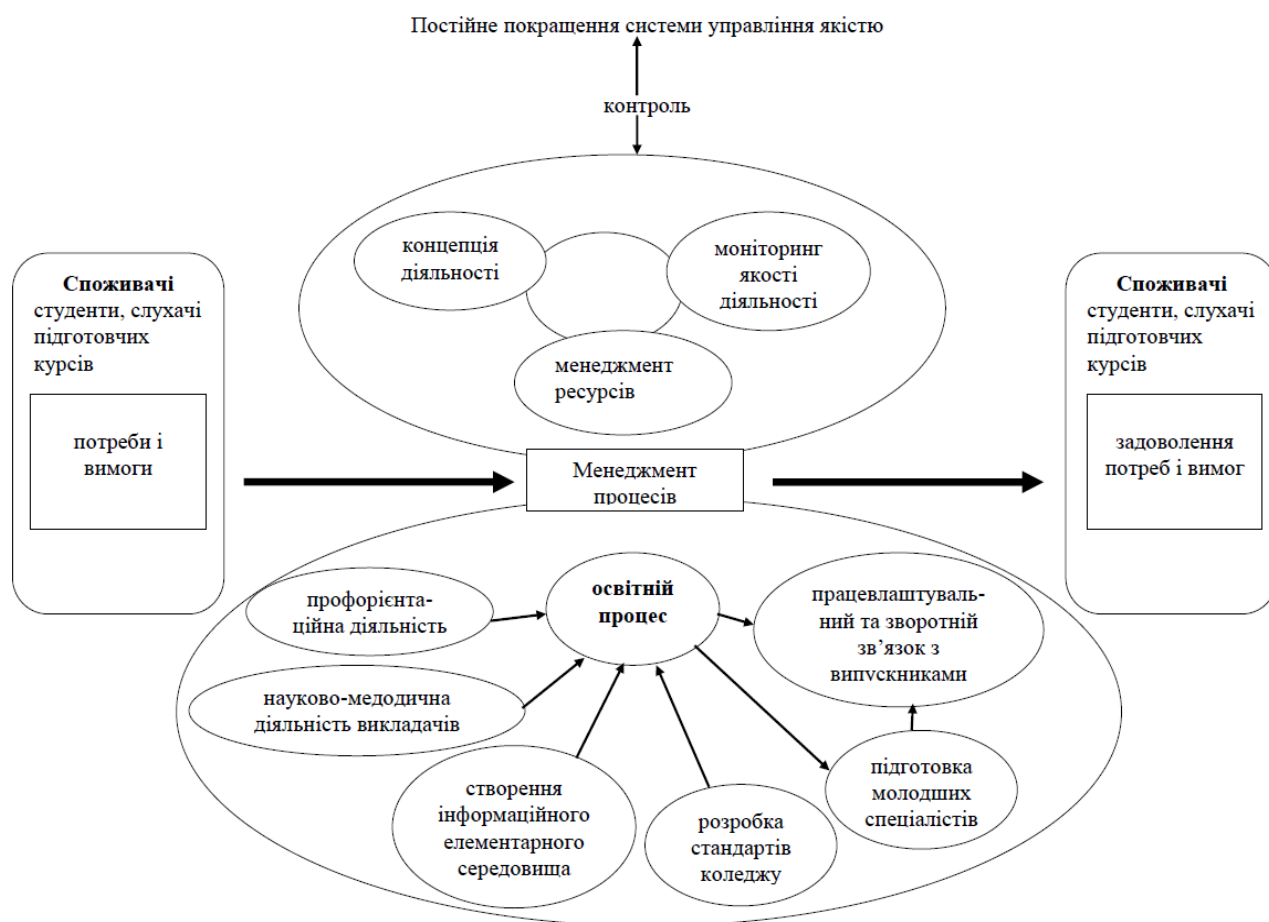 Постійне покращення системи управління якістю
контроль
концепція
діяльності
моніторинг
якості
діяльності
менеджмент
ресурсів
Споживачі
студенти, слухачі
підготовчих
курсів
потреби і
вимоги
Менеджмент
процесів
Споживачі
студенти, слухачі
підготовчих
курсів
задоволення
потреб і вимог
профорієнта-
ційна діяльність
освітній
процес
працевлаштуваль-
ний та зворотній
зв’язок з
випускниками
науково-медодична
діяльність викладачів
створення
інформаційного
елементарного
середовища
розробка
стандартів
коледжу
підготовка
молодших
спеціалістів